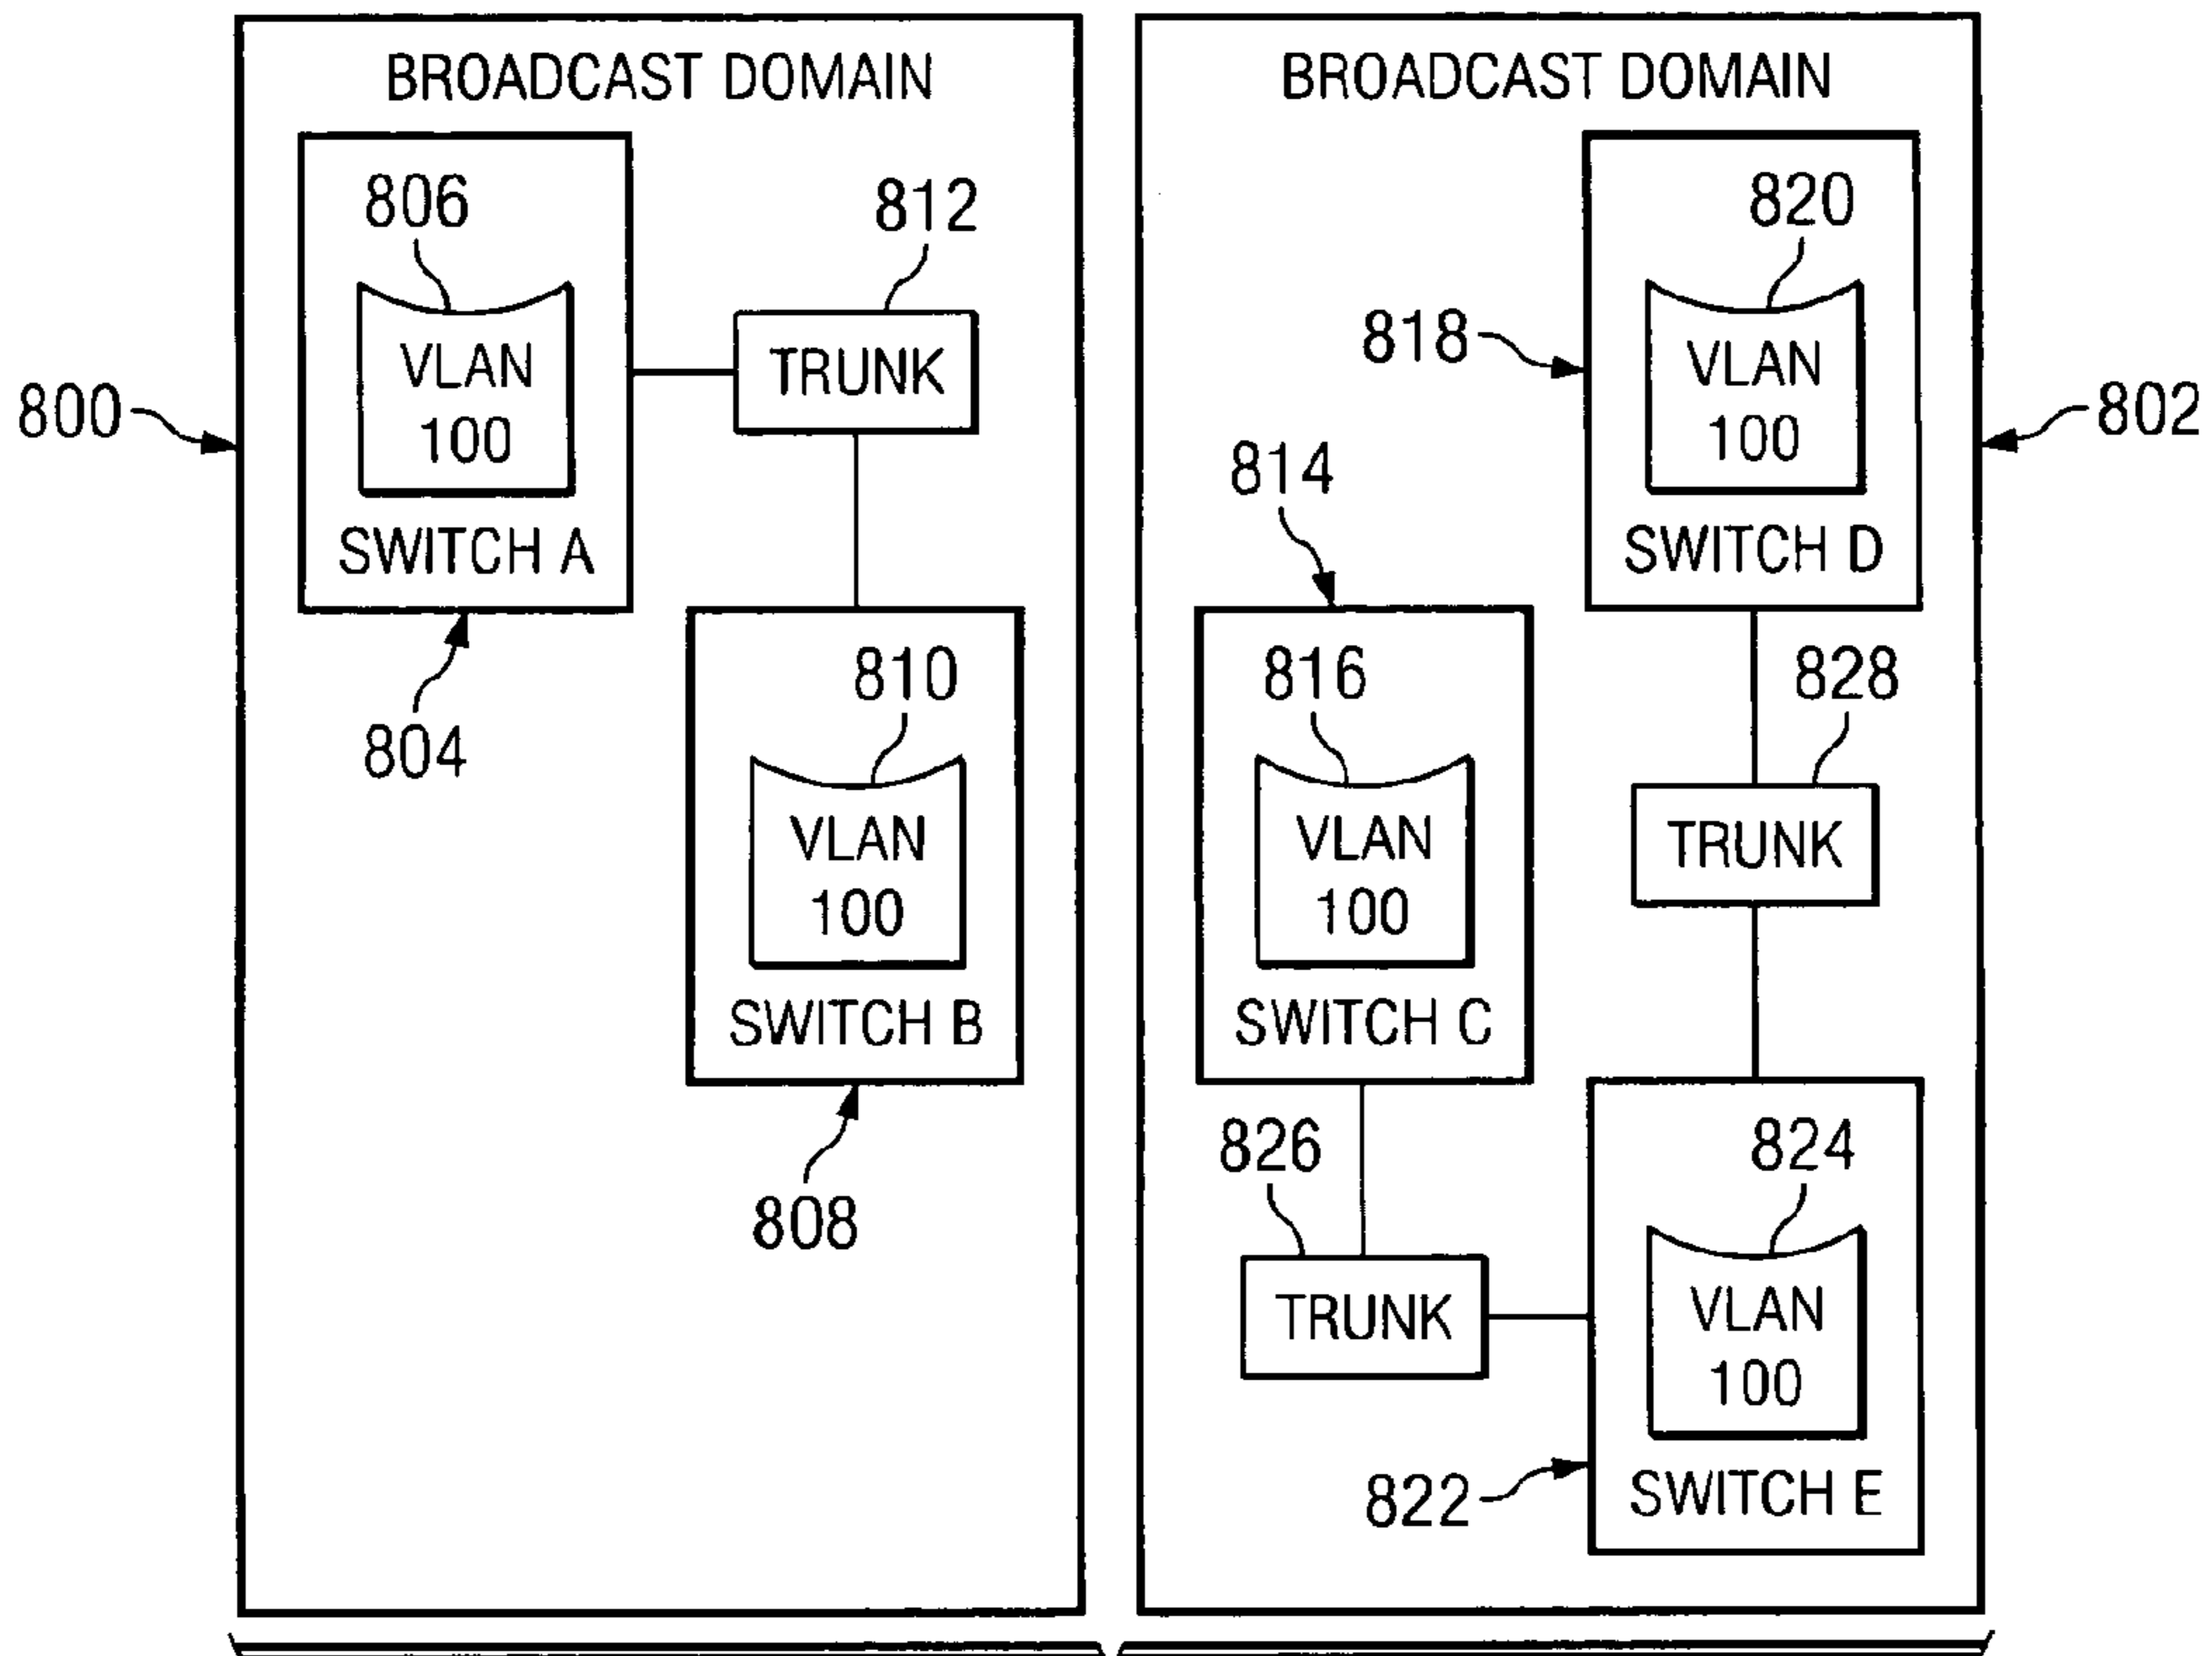 BROADCAST DOMAIN
806
812
VLAN
100
TRUNK
SWITCH A
800
804
810
VLAN
100
SWITCH B
808
BROADCAST DOMAIN
820
818
VLAN
100
SWITCH D
802
814
816
VLAN
100
SWITCH C
828
TRUNK
826
TRUNK
824
VLAN
100
SWITCH E
822